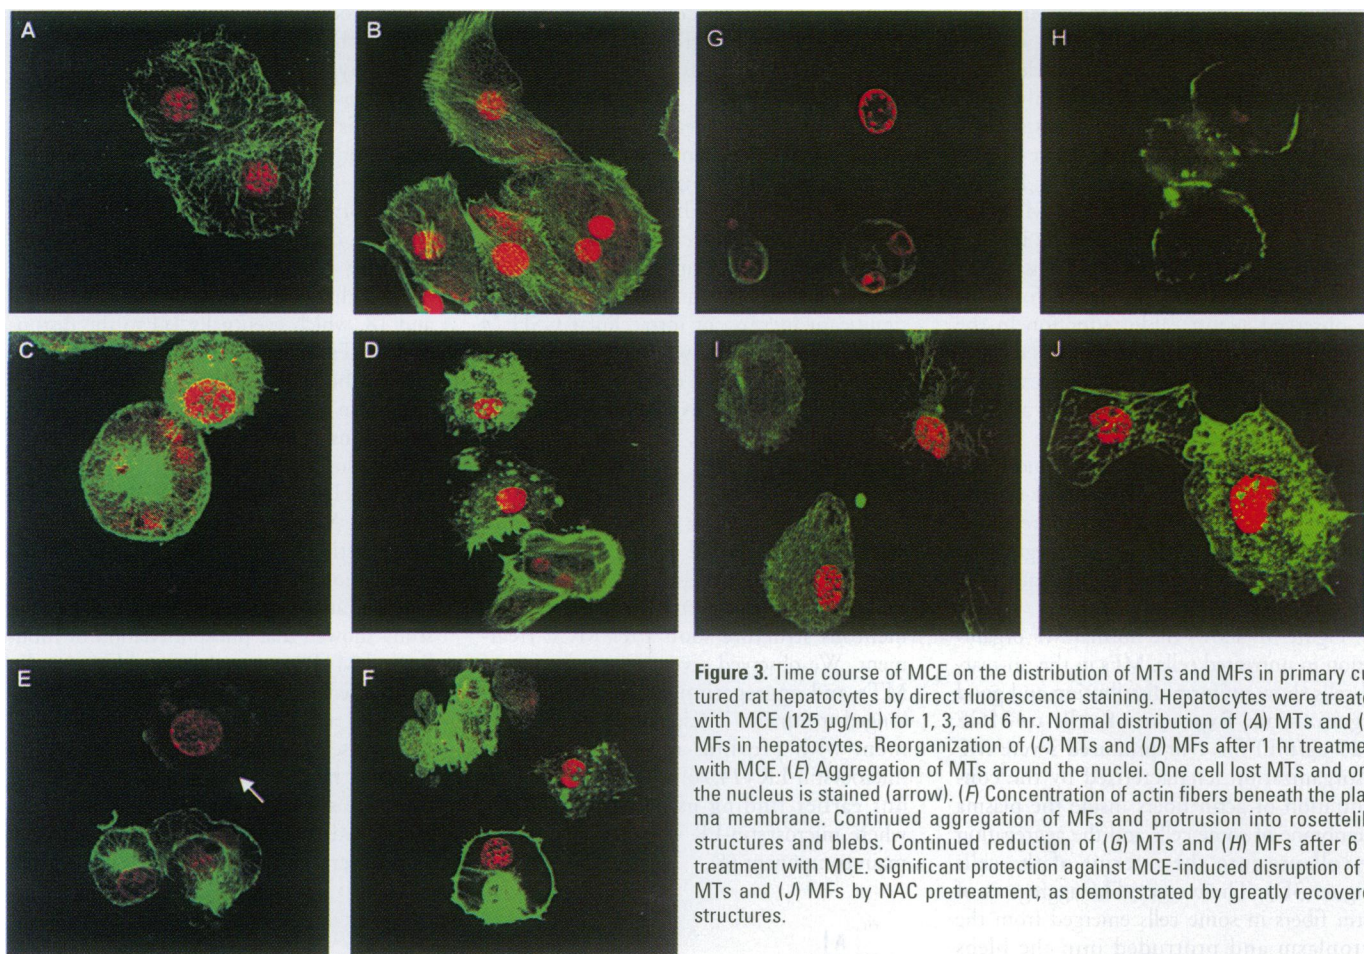 A
B
G
H
C
D
I
J
E
F
Figure 3. Time course of MCE on the distribution of MTs and MFs in primary cu
tured rat hepatocytes by direct fluorescence staining. Hepatocytes were treate
with MCE (125 µg/mL) for 1, 3, and 6 hr. Normal distribution of (A) MTs and (
MFs in hepatocytes. Reorganization of (C) MTs and (D) MFs after 1 hr treatme
with MCE. (E) Aggregation of MTs around the nuclei. One cell lost MTs and on
the nucleus is stained (arrow). (F) Concentration of actin fibers beneath the pla
ma membrane. Continued aggregation of MFs and protrusion into rosettelik
structures and blebs. Continued reduction of (G) MTs and (H) MFs after 6
treatment with MCE. Significant protection against MCE-induced disruption of
MTs and (J) MFs by NAC pretreatment, as demonstrated by greatly recovere
structures.